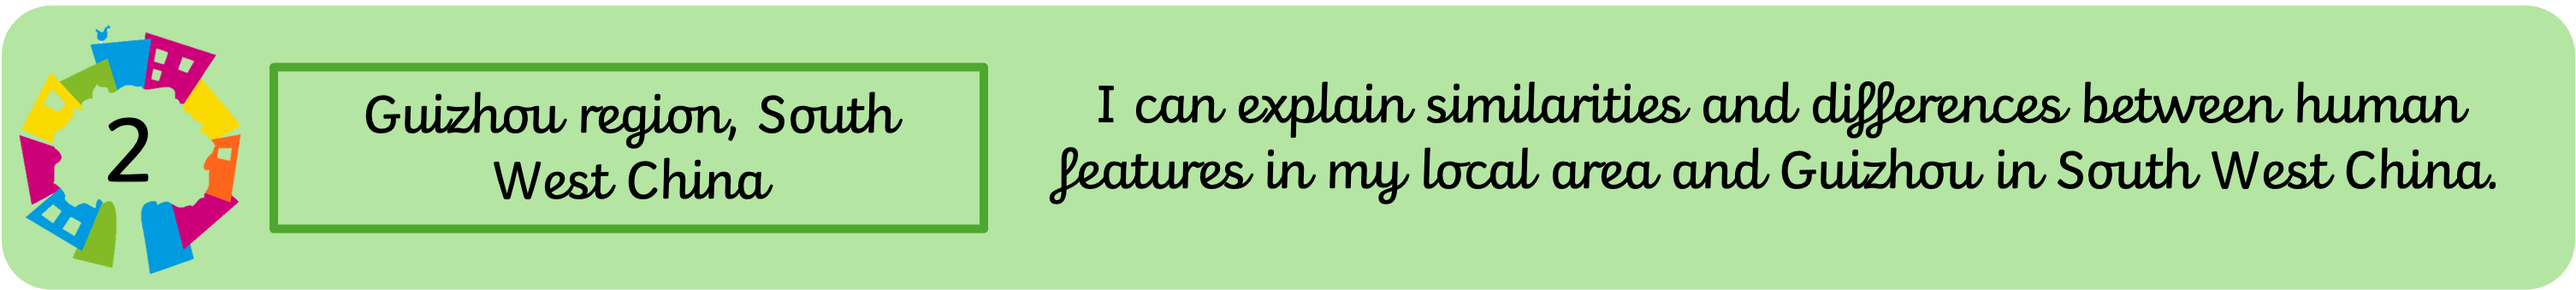 2
Guizhou region, South
West China
I can explain similarities and differences between human
features in my local area and Guizhou in South West China.